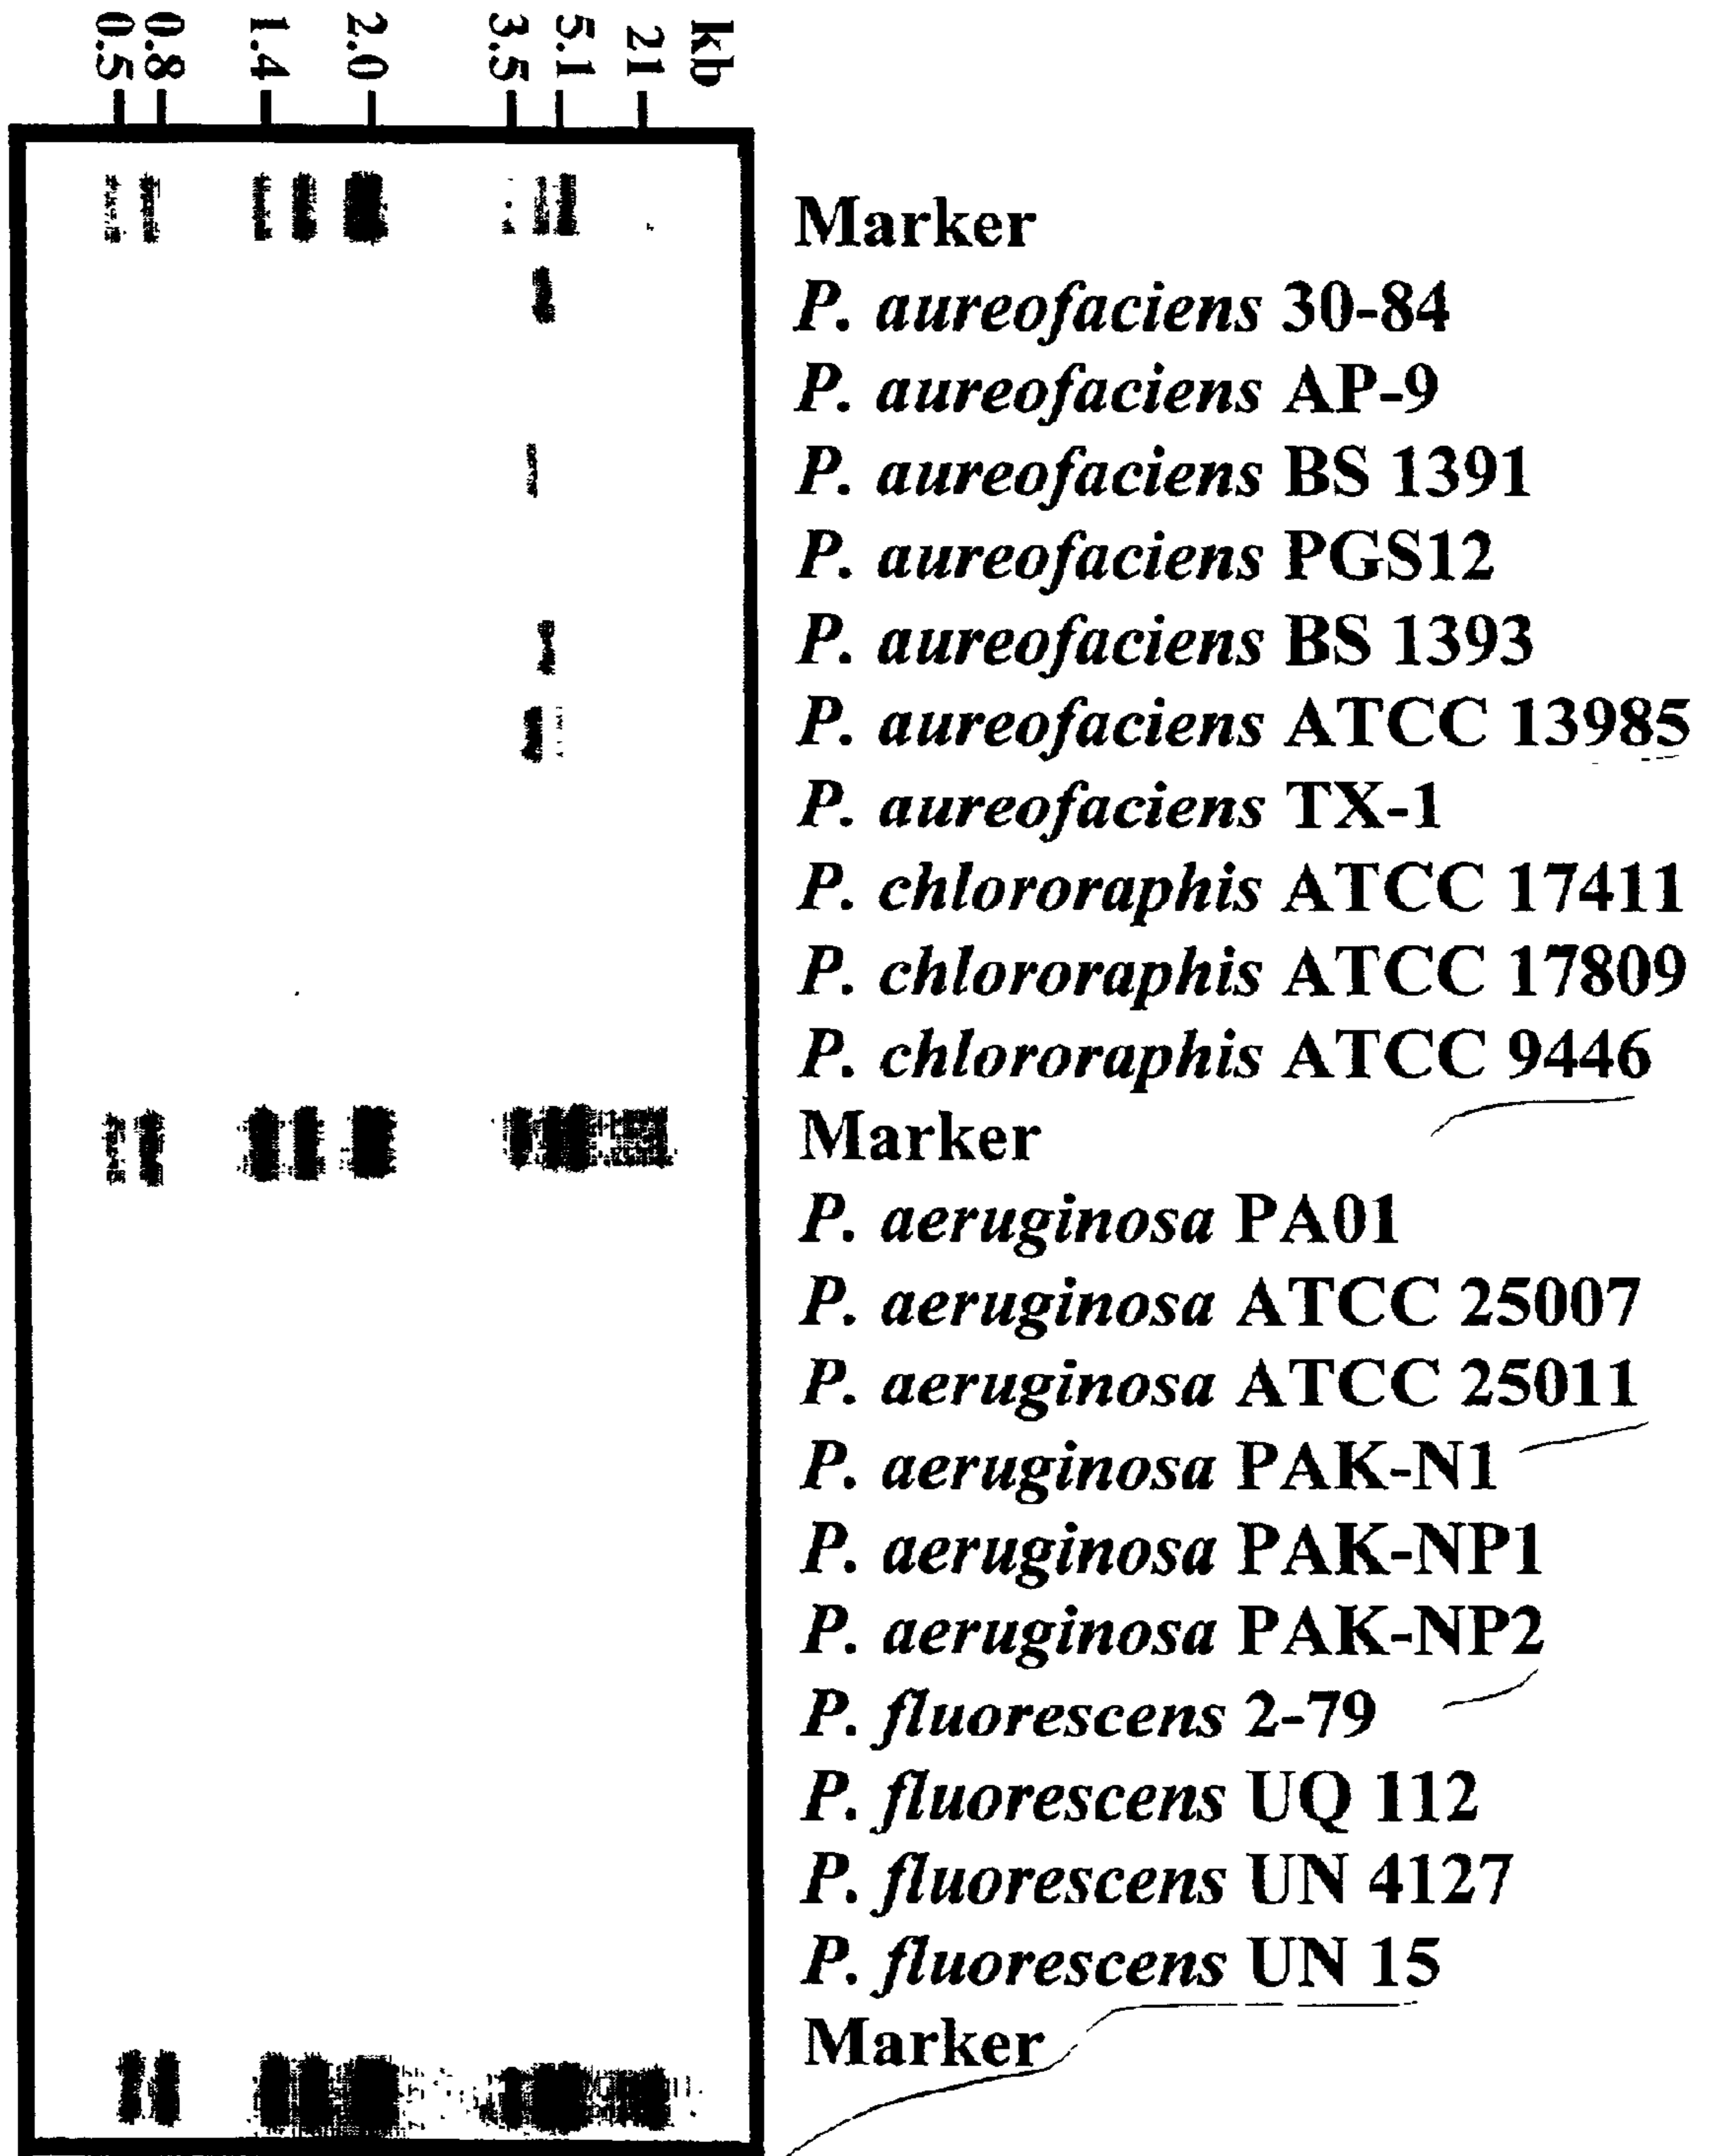 kb
21
5.1
3.5
2.0
1.4
0.8
0.5
Marker
P. aureofaciens 30-84
P. aureofaciens AP-9
P. aureofaciens BS 1391
P. aureofaciens PGS12
P. aureofaciens BS 1393
P. aureofaciens ATCC 13985
P. aureofaciens TX-1
P. chlororaphis ATCC 17411
P. chlororaphis ATCC 17809
P. chlororaphis ATCC 9446
Marker
P. aeruginosa PA01
P. aeruginosa ATCC 25007
P. aeruginosa ATCC 25011
P. aeruginosa PAK-N1
P. aeruginosa PAK-NP1
P. aeruginosa PAK-NP2
P. fluorescens 2-79
P. fluorescens UQ 112
P. fluorescens UN 4127
P. fluorescens UN 15
Marker